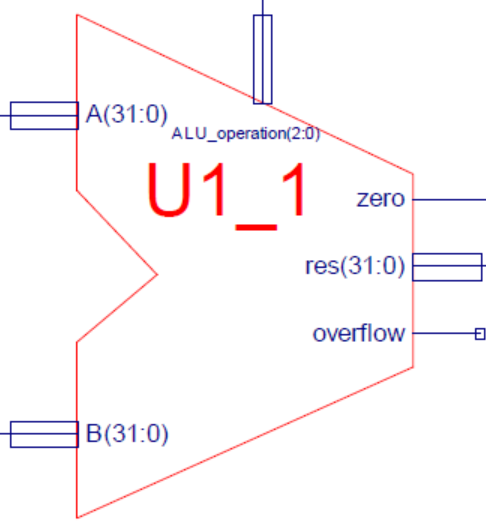 A(31:0)
ALU_operation(2:0)
U1_1
zero
res(31:0)
overflow
B(31:0)